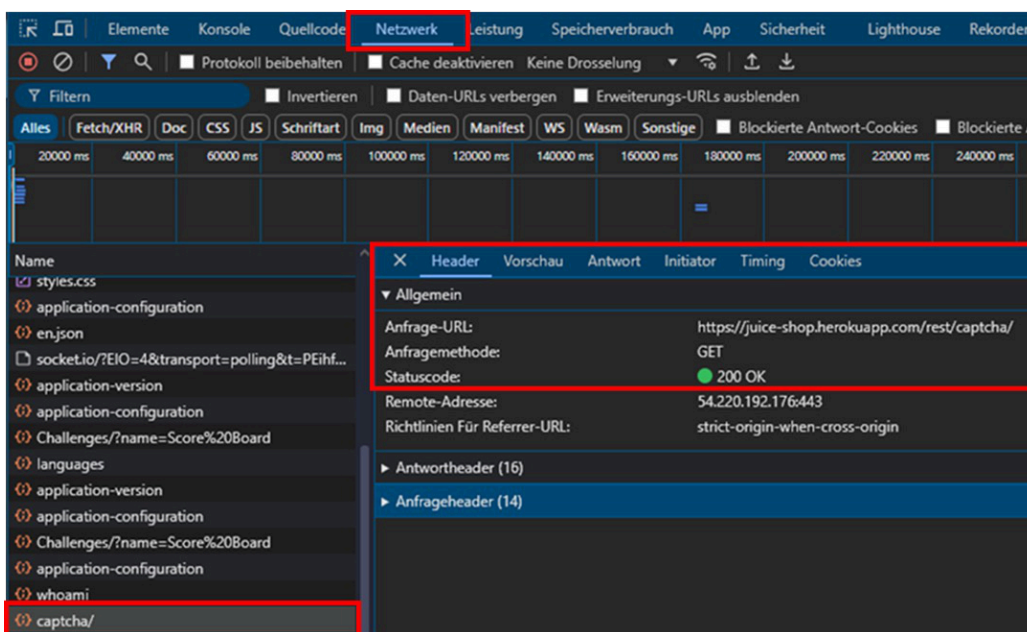 Elemente Konsole Quellcode Netzwerk Leistung Speicherverbrauch App Sicherheit Lighthouse Rekorder
Protokoll beibehalten Cache deaktivieren Keine Drosselung
Filtern Invertieren Daten-URLs verbergen Erweiterungs-URLs ausblenden
Alles Fetch/XHR Doc CSS JS Schriftart Img Medien Manifest WS Wasm Sonstige Blockierte Antwort-Cookies Blockierte
20000 ms 40000 ms 60000 ms 80000 ms 100000 ms 120000 ms 140000 ms 160000 ms 180000 ms 200000 ms 220000 ms 240000 ms
Name
styles.css
application-configuration
en.json
socket.io/?EIO=4&transport=polling&t=PEihf...
application-version
application-configuration
Challenges/?name=Score%20Board
languages
application-version
application-configuration
Challenges/?name=Score%20Board
application-configuration
whoami
captcha/
Header Vorschau Antwort Initiator Timing Cookies
Allgemein
Anfrage-URL: https://juice-shop.herokuapp.com/rest/captcha/
Anfragemethode: GET
Statuscode: 200 OK
Remote-Adresse: 54.220.192.176:443
Richtlinien Für Referrer-URL: strict-origin-when-cross-origin
Antwortheader (16)
Anfrageheader (14)